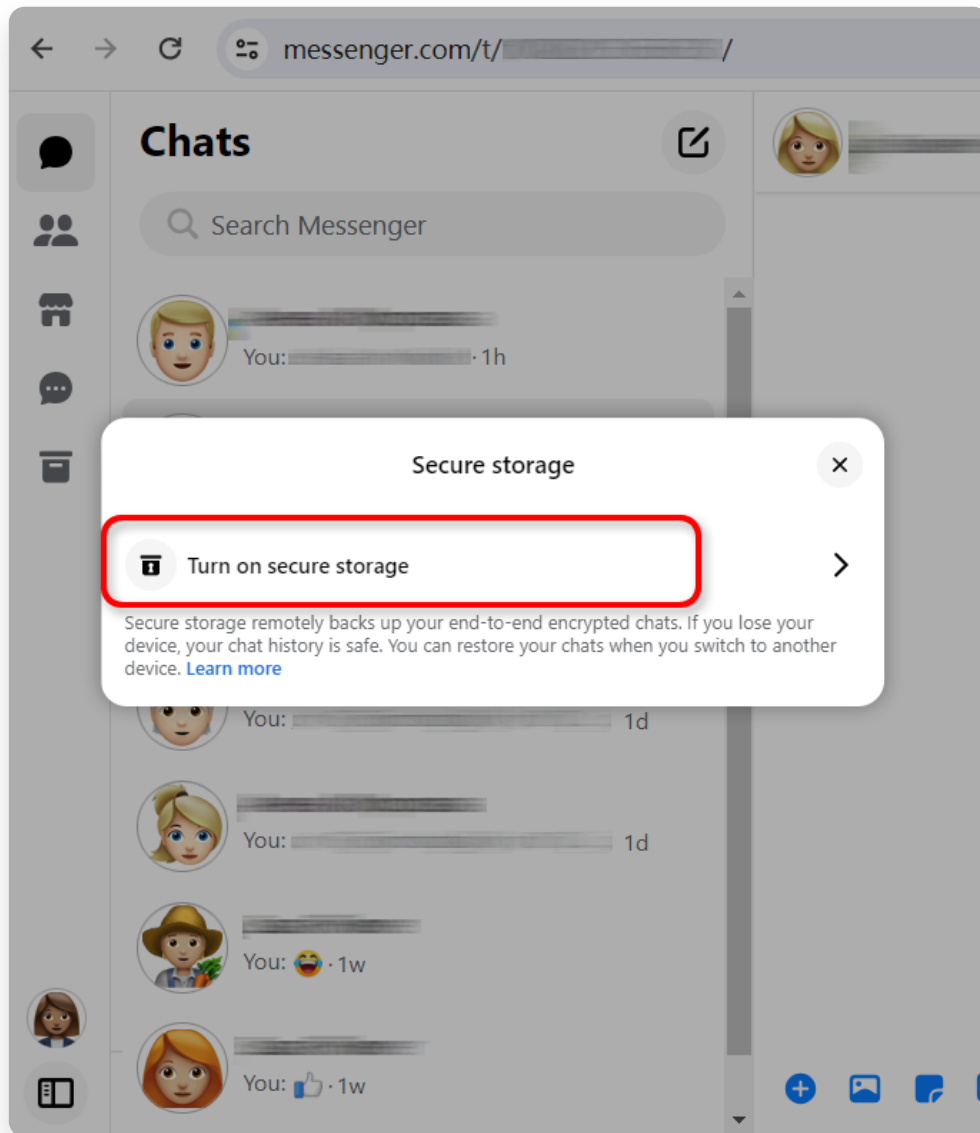 messenger.com/t/ /
Chats
Search Messenger
You: · 1h
Secure storage
Turn on secure storage
Secure storage remotely backs up your end-to-end encrypted chats. If you lose your
device, your chat history is safe. You can restore your chats when you switch to another
device. Learn more
You: 1d
You: 1d
You: 😂 · 1w
You: 👍 · 1w